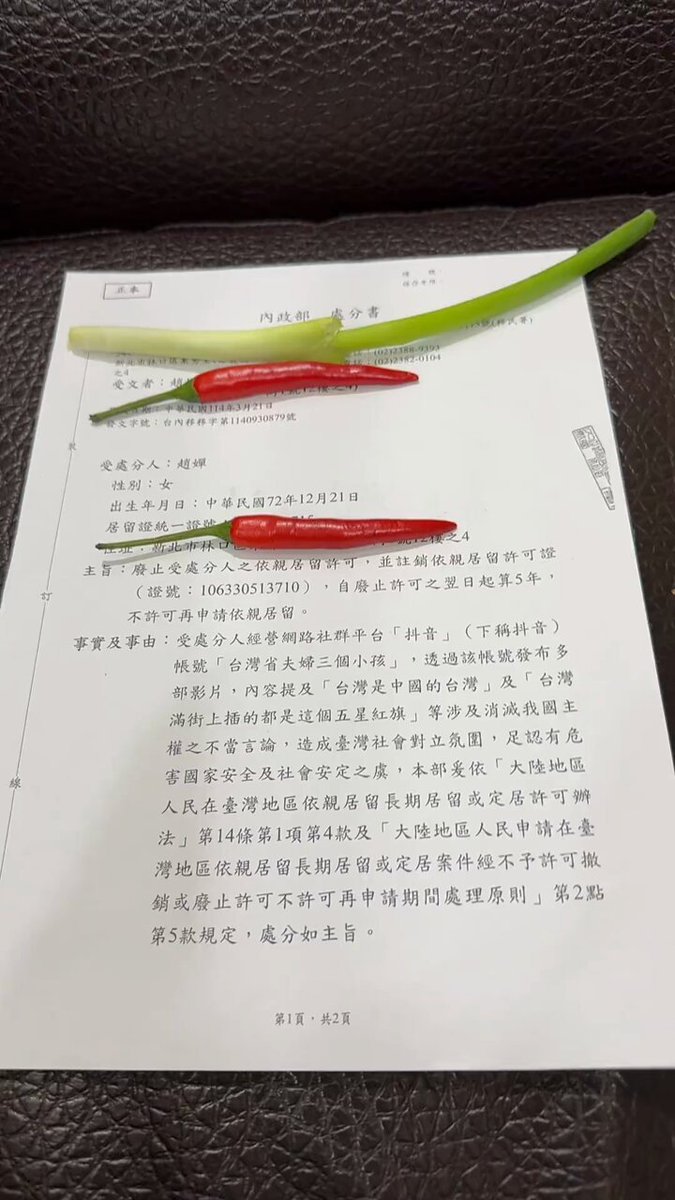 正本
檔 號：
保存年限：
內政部 處分書
(移民署)
新北市林口區
(02)2388-9393
之4
(02)2382-0104
受文者：趙
號12樓之4)
日期：中華民國114年3月21日
發文字號：台內移移字第1140930879號
裝
受處分人：趙嬋
性別：女
出生年月日：中華民國72年12月21日
居留證統一證號
住址：新北市林口區 號12樓之4
主旨：廢止受處分人之依親居留許可，並註銷依親居留許可證
（證號：106330513710），自廢止許可之翌日起算5年，
訂
不許可再申請依親居留。
事實及事由：受處分人經營網路社群平台「抖音」（下稱抖音）
帳號「台灣省夫婦三個小孩」，透過該帳號發布多
部影片，內容提及「台灣是中國的台灣」及「台灣
滿街上插的都是這個五星紅旗」等涉及消滅我國主
權之不當言論，造成臺灣社會對立氛圍，足認有危
線
害國家安全及社會安定之虞，本部爰依「大陸地區
人民在臺灣地區依親居留長期居留或定居許可辦
法」第14條第1項第4款及「大陸地區人民申請在臺
灣地區依親居留長期居留或定居案件經不予許可撤
銷或廢止許可不許可再申請期間處理原則」第2點
第5款規定，處分如主旨。
第1頁，共2頁